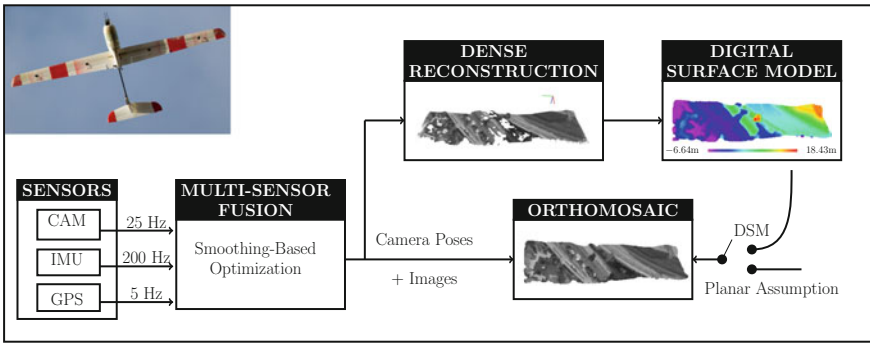 DENSE
RECONSTRUCTION
DIGITAL
SURFACE MODEL
−6.64m
18.43m
SENSORS
CAM
IMU
GPS
25 Hz
200 Hz
5 Hz
MULTI-SENSOR
FUSION
Smoothing-Based
Optimization
Camera Poses
+ Images
ORTHOMOSAIC
DSM
Planar Assumption